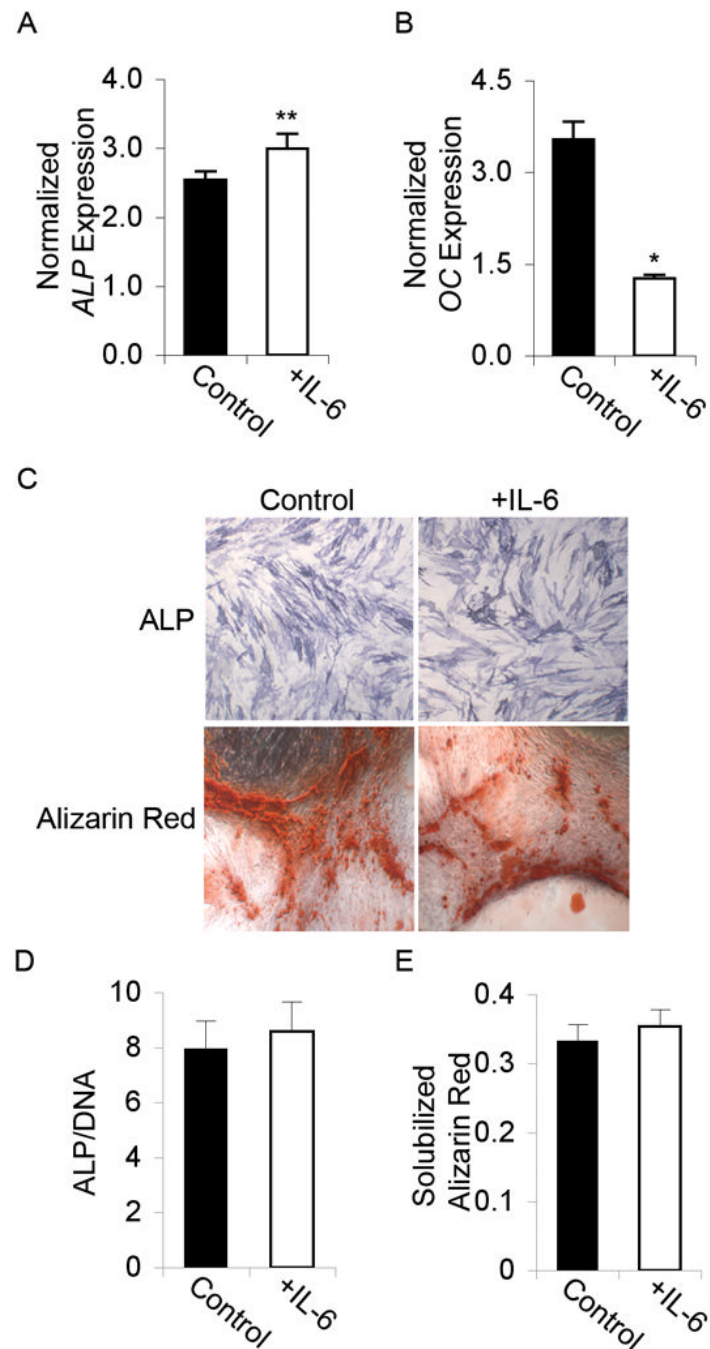 A
Normalized
ALP Expression
4.0
3.0
2.0
1.0
0.0
**
Control
+IL-6
B
Normalized
OC Expression
4.5
3.0
1.5
0.0
*
Control
+IL-6
C
Control
+IL-6
ALP
Alizarin Red
D
ALP/DNA
10
8
6
4
2
0
Control
+IL-6
E
Solubilized
Alizarin Red
0.4
0.3
0.2
0.1
0
Control
+IL-6